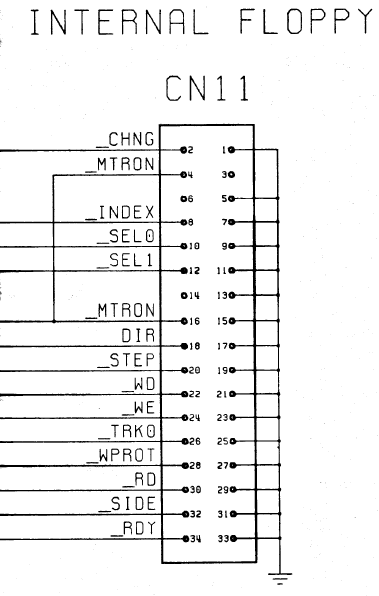 INTERNAL FLOPPY
CN11
_CHNG 2 1
_MTRON 4 3
6 5
_INDEX 8 7
_SEL0 10 9
_SEL1 12 11
14 13
_MTRON 16 15
DIR 18 17
_STEP 20 19
_WD 22 21
_WE 24 23
_TRK0 26 25
_WPROT 28 27
_RD 30 29
_SIDE 32 31
_RDY 34 33